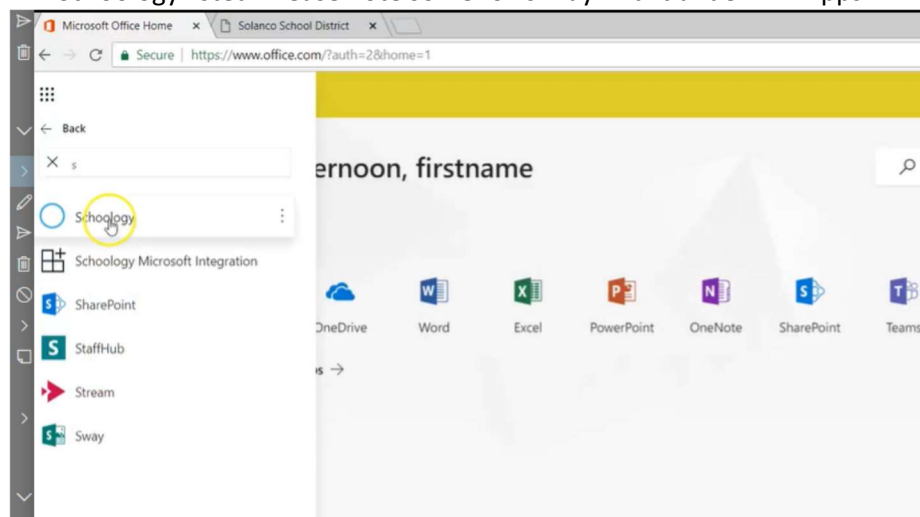 Microsoft Office Home × Solanco School District ×
Secure | https://www.office.com/?auth=2&home=1
Back
s
ernoon, firstname
Schoology
Schoology Microsoft Integration
SharePoint
StaffHub
Stream
Sway
OneDrive Word Excel PowerPoint OneNote SharePoint Teams